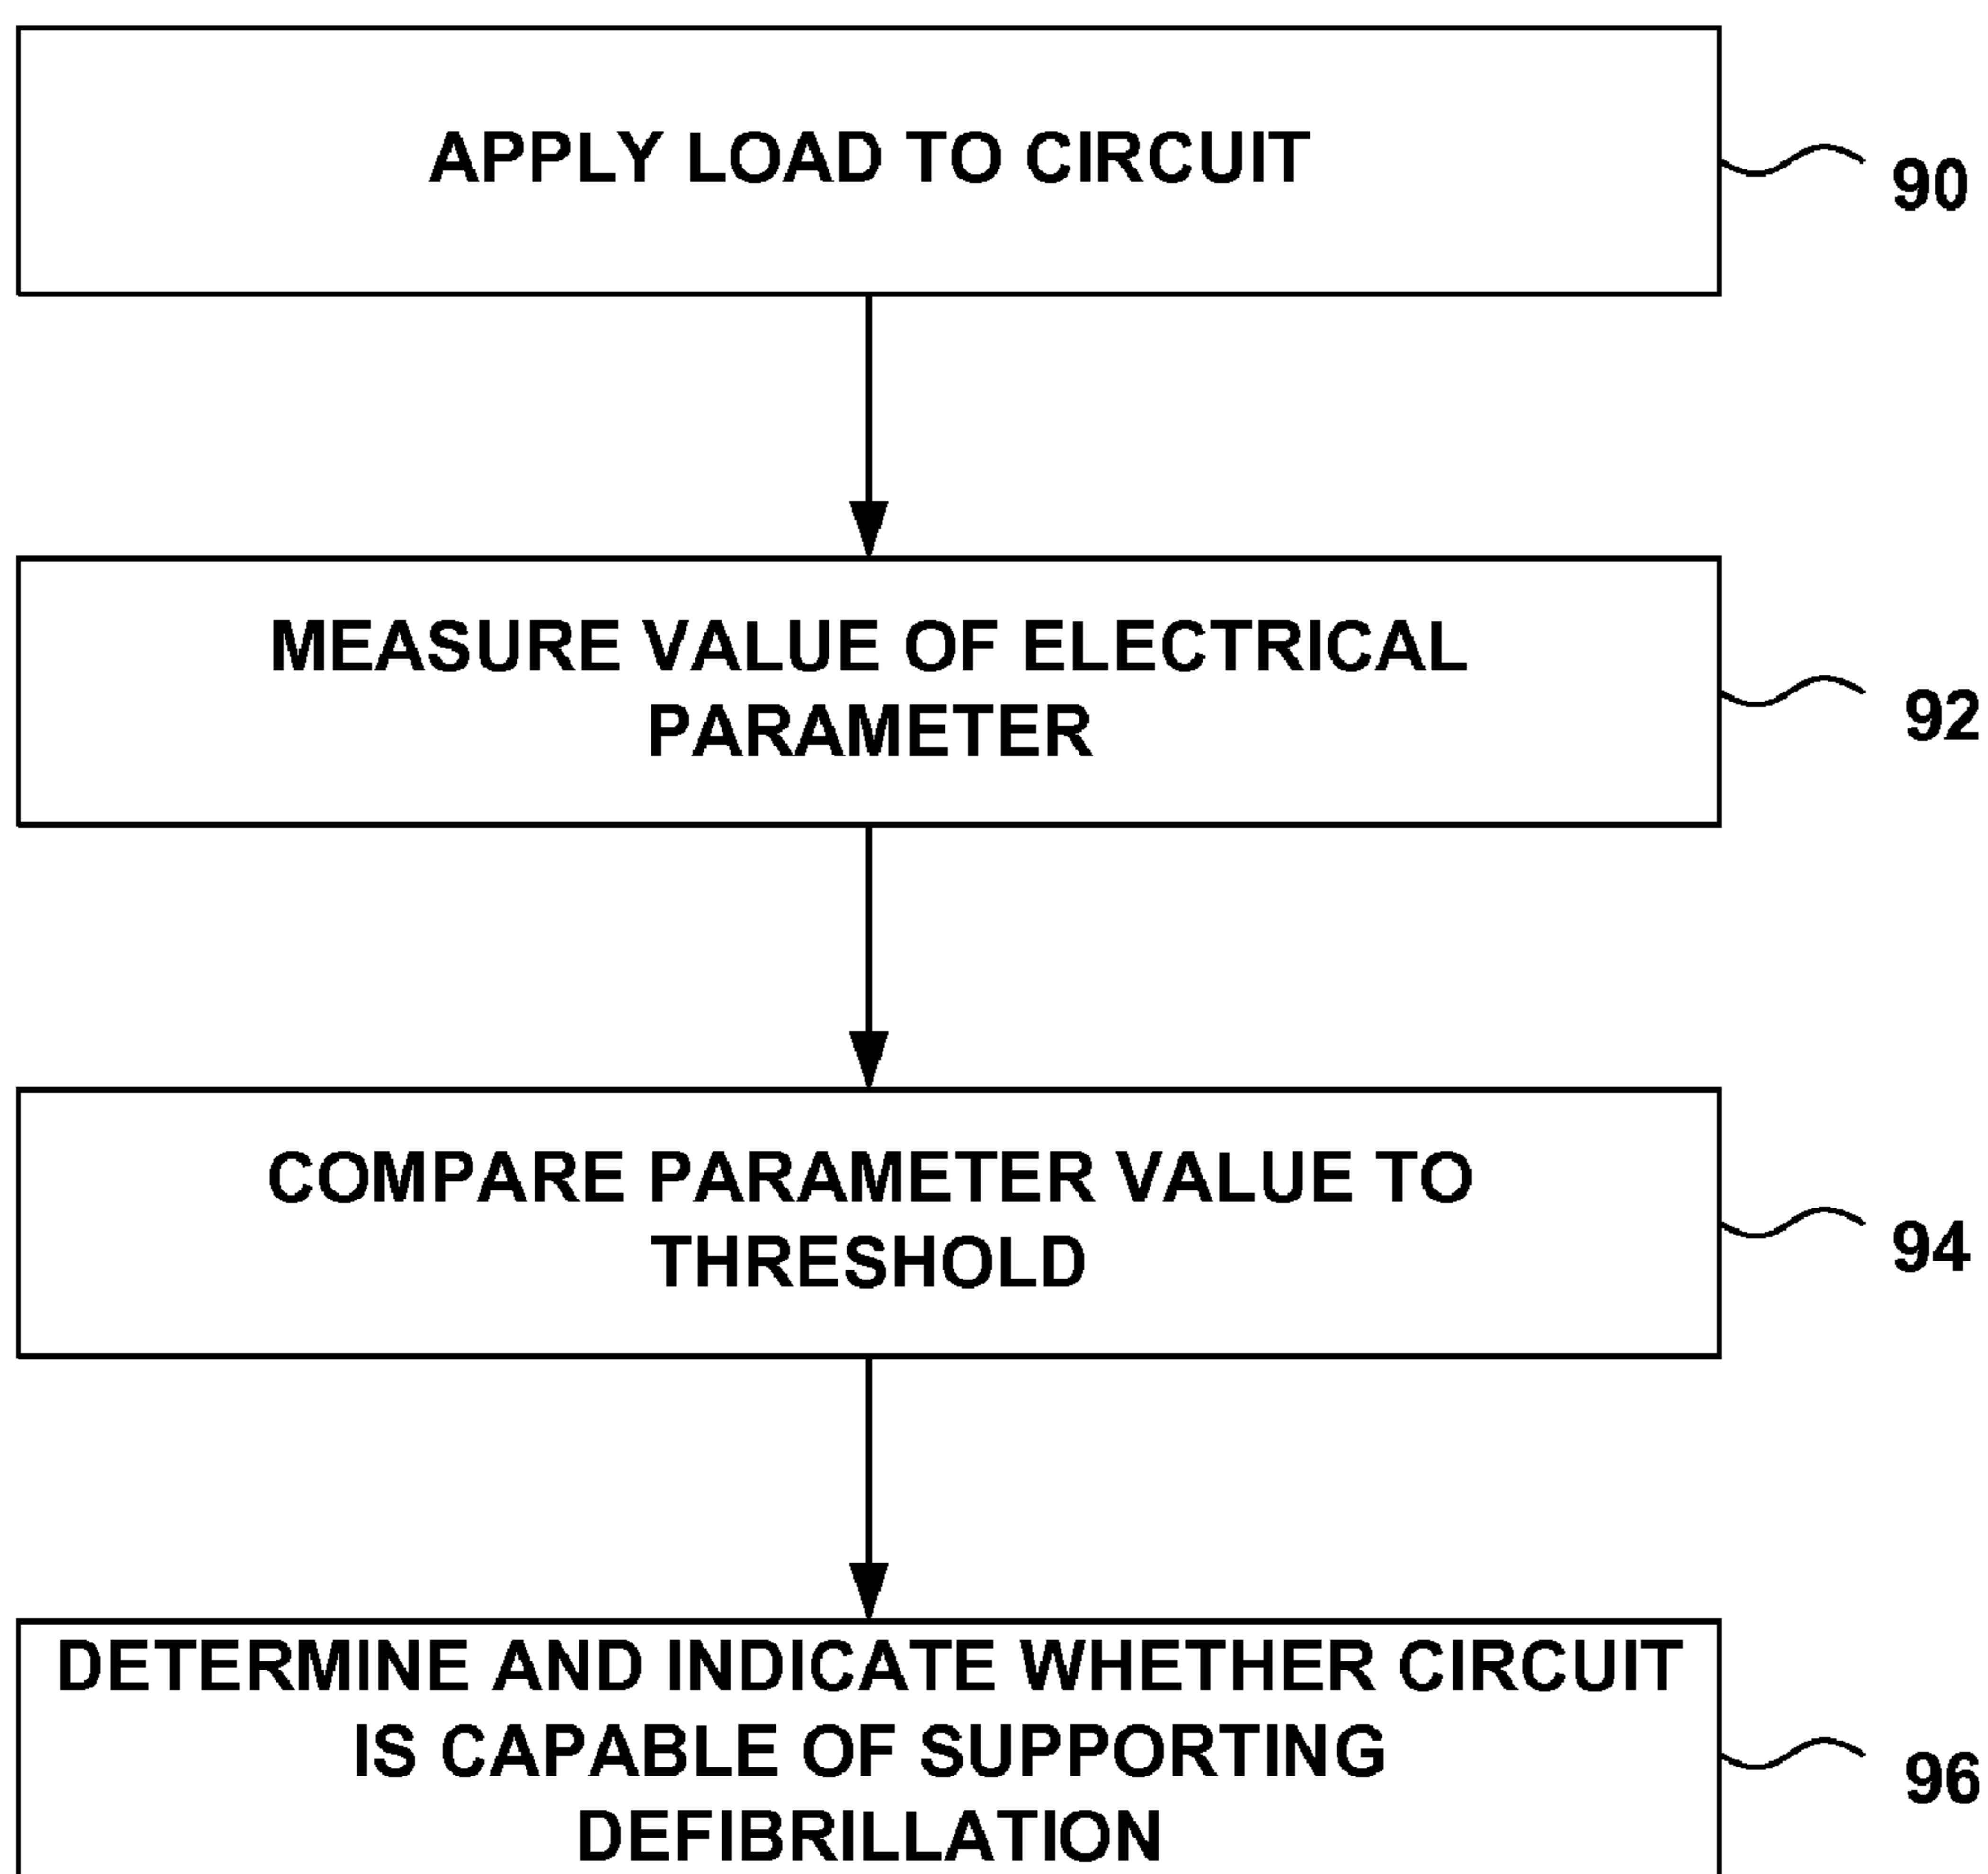 APPLY LOAD TO CIRCUIT
90
MEASURE VALUE OF ELECTRICAL
PARAMETER
92
COMPARE PARAMETER VALUE TO
THRESHOLD
94
DETERMINE AND INDICATE WHETHER CIRCUIT
IS CAPABLE OF SUPPORTING
DEFIBRILLATION
96